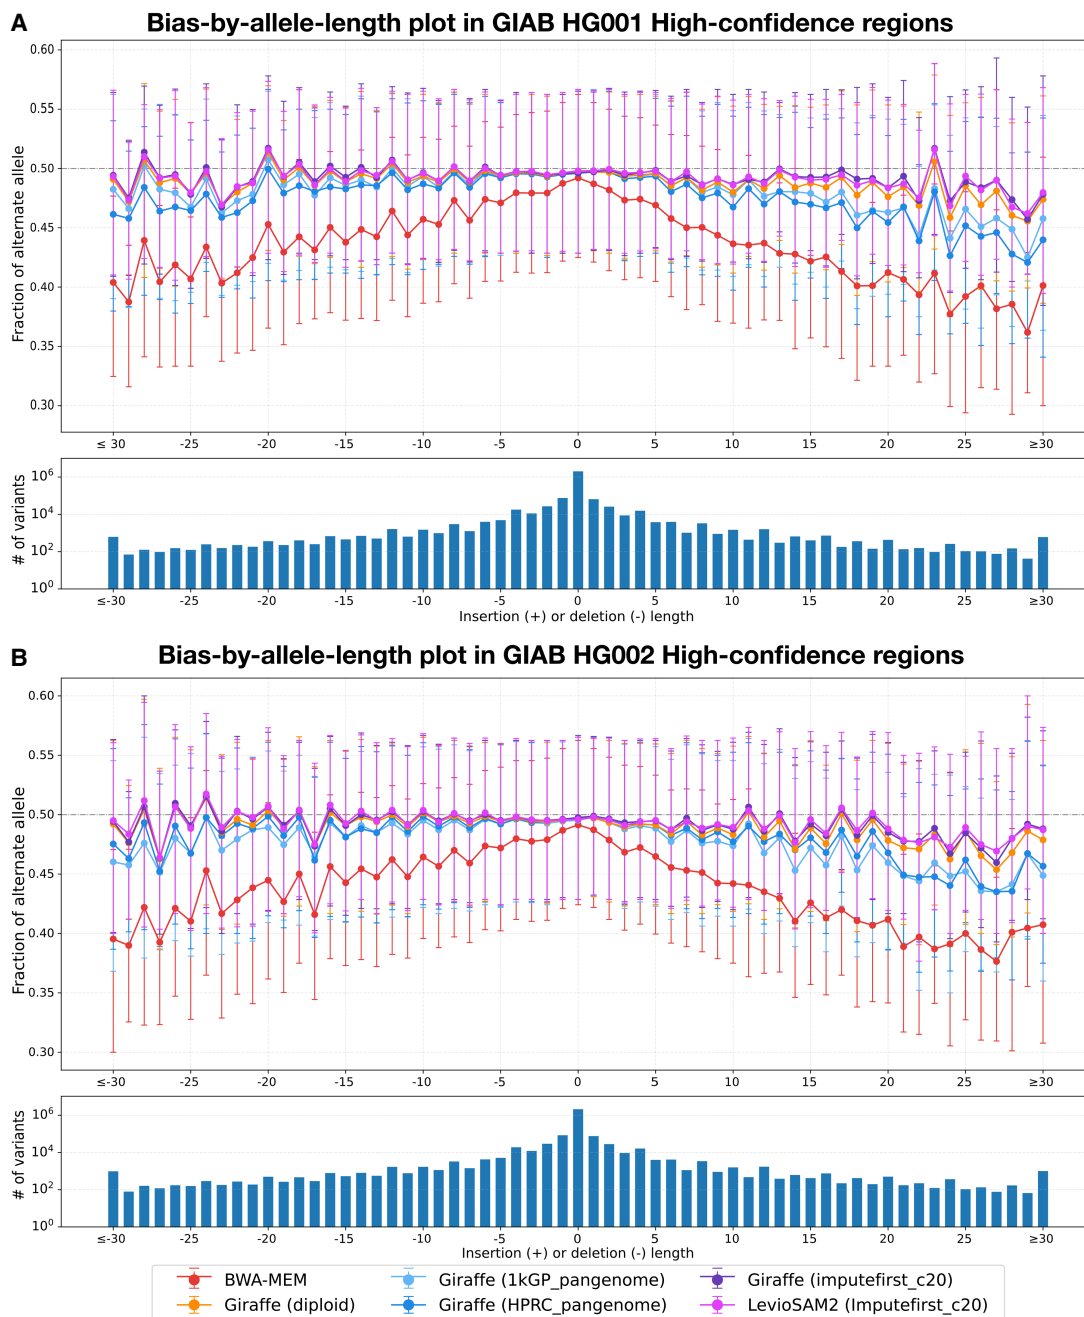 A
Bias-by-allele-length plot in GIAB HG001 High-confidence regions
Fraction of alternate allele
0.60
0.55
0.50
0.45
0.40
0.35
0.30
≤ 30 -25 -20 -15 -10 -5 0 5 10 15 20 25 ≥30
# of variants
10^6
10^4
10^2
10^0
≤-30 -25 -20 -15 -10 -5 0 5 10 15 20 25 ≥30
Insertion (+) or deletion (-) length
B
Bias-by-allele-length plot in GIAB HG002 High-confidence regions
Fraction of alternate allele
0.60
0.55
0.50
0.45
0.40
0.35
0.30
≤-30 -25 -20 -15 -10 -5 0 5 10 15 20 25 ≥30
# of variants
10^6
10^4
10^2
10^0
≤-30 -25 -20 -15 -10 -5 0 5 10 15 20 25 ≥30
Insertion (+) or deletion (-) length
BWA-MEM Giraffe (1kGP_pangenome) Giraffe (imputefirst_c20)
Giraffe (diploid) Giraffe (HPRC_pangenome) LevioSAM2 (Imputefirst_c20)